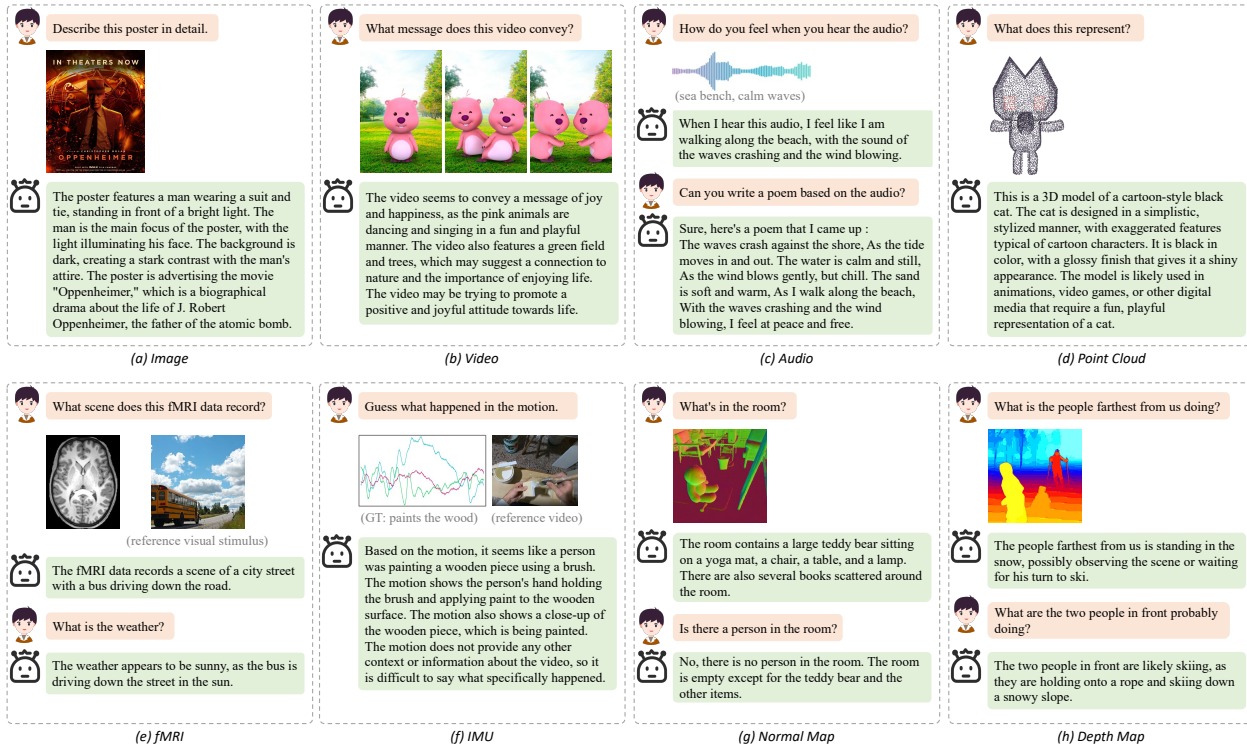 Describe this poster in detail.
IN THEATERS NOW
OPPENHEIMER
The poster features a man wearing a suit and
tie, standing in front of a bright light. The
man is the main focus of the poster, with the
light illuminating his face. The background is
dark, creating a stark contrast with the man's
attire. The poster is advertising the movie
"Oppenheimer," which is a biographical
drama about the life of J. Robert
Oppenheimer, the father of the atomic bomb.
(a) Image
What message does this video convey?
The video seems to convey a message of joy
and happiness, as the pink animals are
dancing and singing in a fun and playful
manner. The video also features a green field
and trees, which may suggest a connection to
nature and the importance of enjoying life.
The video may be trying to promote a
positive and joyful attitude towards life.
(b) Video
How do you feel when you hear the audio?
(sea bench, calm waves)
When I hear this audio, I feel like I am
walking along the beach, with the sound of
the waves crashing and the wind blowing.
Can you write a poem based on the audio?
Sure, here's a poem that I came up :
The waves crash against the shore, As the tide
moves in and out. The water is calm and still,
As the wind blows gently, but chill. The sand
is soft and warm, As I walk along the beach,
With the waves crashing and the wind
blowing, I feel at peace and free.
(c) Audio
What does this represent?
This is a 3D model of a cartoon-style black
cat. The cat is designed in a simplistic,
stylized manner, with exaggerated features
typical of cartoon characters. It is black in
color, with a glossy finish that gives it a shiny
appearance. The model is likely used in
animations, video games, or other digital
media that require a fun, playful
representation of a cat.
(d) Point Cloud
What scene does this fMRI data record?
(reference visual stimulus)
The fMRI data records a scene of a city street
with a bus driving down the road.
What is the weather?
The weather appears to be sunny, as the bus is
driving down the street in the sun.
(e) fMRI
Guess what happened in the motion.
(GT: paints the wood)
(reference video)
Based on the motion, it seems like a person
was painting a wooden piece using a brush.
The motion shows the person's hand holding
the brush and applying paint to the wooden
surface. The motion also shows a close-up of
the wooden piece, which is being painted.
The motion does not provide any other
context or information about the video, so it
is difficult to say what specifically happened.
(f) IMU
What's in the room?
The room contains a large teddy bear sitting
on a yoga mat, a chair, a table, and a lamp.
There are also several books scattered around
the room.
Is there a person in the room?
No, there is no person in the room. The room
is empty except for the teddy bear and the
other items.
(g) Normal Map
What is the people farthest from us doing?
The people farthest from us is standing in the
snow, possibly observing the scene or waiting
for his turn to ski.
What are the two people in front probably
doing?
The two people in front are likely skiing, as
they are holding onto a rope and skiing down
a snowy slope.
(h) Depth Map